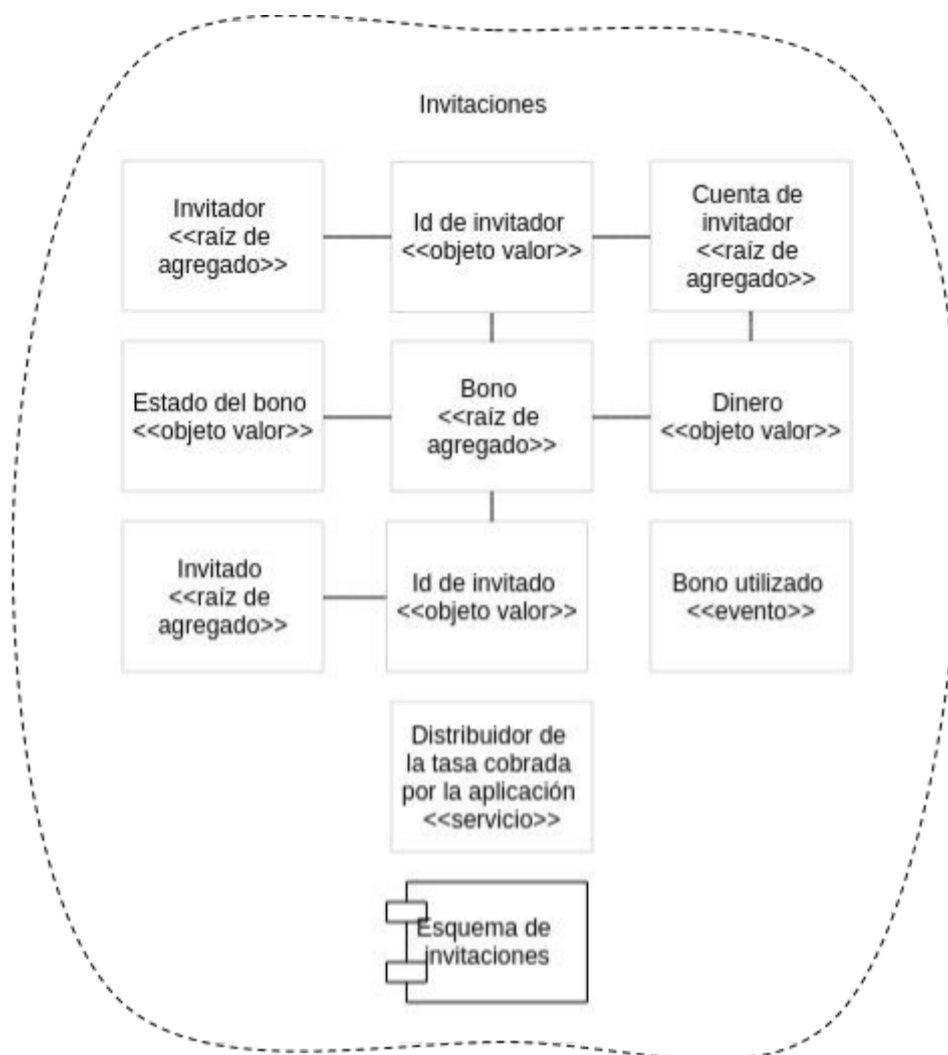 Invitaciones
Invitador
<<raíz de
agregado>>
Id de invitador
<<objeto valor>>
Cuenta de
invitador
<<raíz de
agregado>>
Estado del bono
<<objeto valor>>
Bono
<<raíz de
agregado>>
Dinero
<<objeto valor>>
Invitado
<<raíz de
agregado>>
Id de invitado
<<objeto valor>>
Bono utilizado
<<evento>>
Distribuidor de
la tasa cobrada
por la aplicación
<<servicio>>
Esquema de
invitaciones